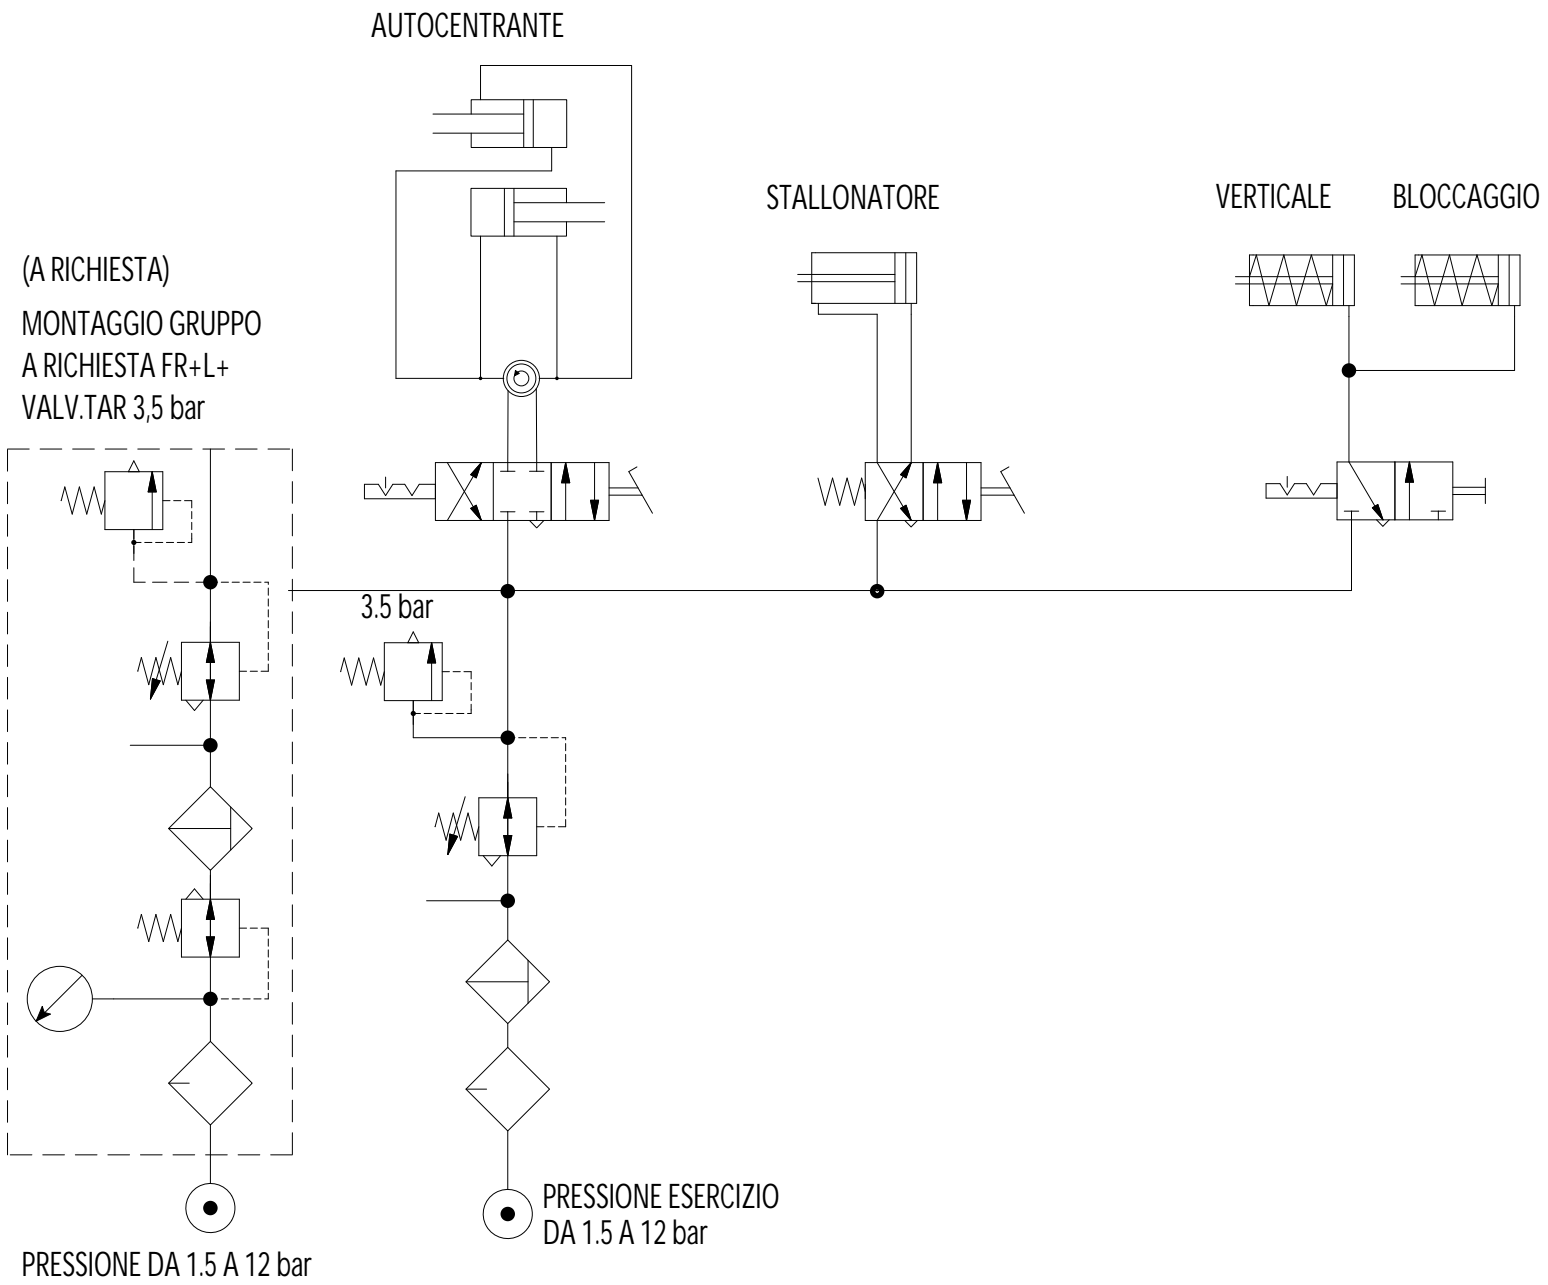 AUTOCENTRANTE
STALLONATORE
VERTICALE
BLOCCAGGIO
(A RICHIESTA)
MONTAGGIO GRUPPO
A RICHIESTA FR+L+
VALV.TAR 3,5 bar
3.5 bar
PRESSIONE ESERCIZIO
DA 1.5 A 12 bar
PRESSIONE DA 1.5 A 12 bar